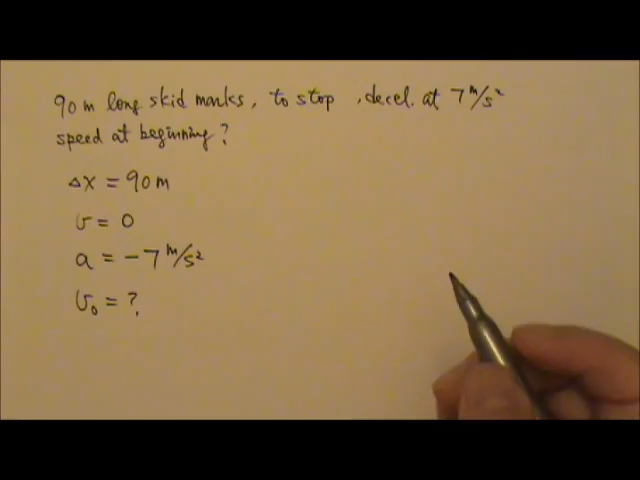 90 m long skid marks, to stop, decel. at 7 m/s²
speed at beginning?
Δx = 90 m
v = 0
a = -7 m/s²
v₀ = ?